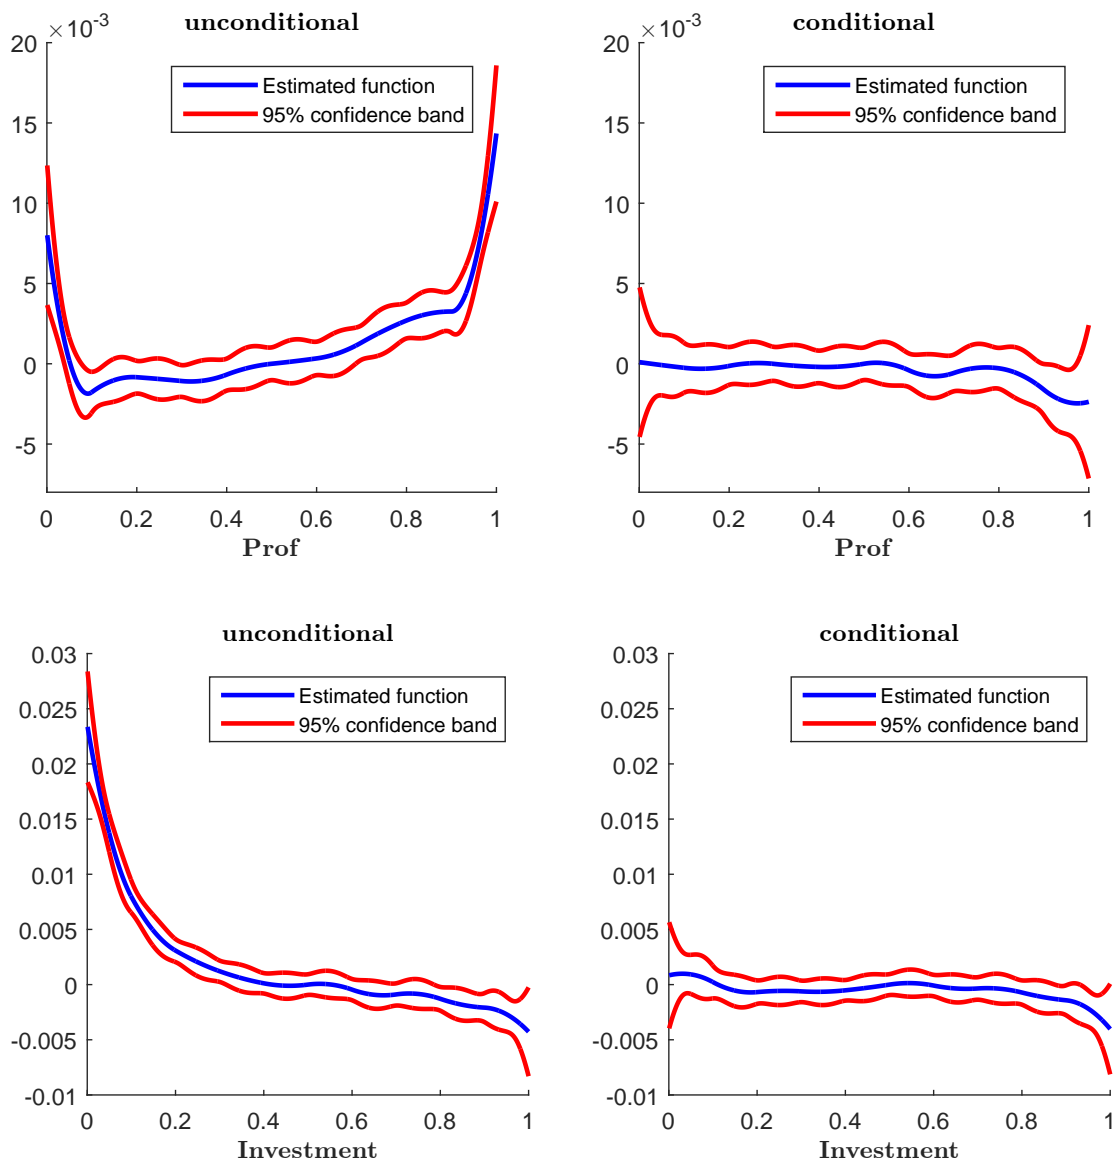 unconditional
×10-3
20
15
10
5
0
-5
Estimated function
95% confidence band
0 0.2 0.4 0.6 0.8 1
Prof
conditional
×10-3
20
15
10
5
0
-5
Estimated function
95% confidence band
0 0.2 0.4 0.6 0.8 1
Prof
unconditional
0.03
0.025
0.02
0.015
0.01
0.005
0
-0.005
-0.01
Estimated function
95% confidence band
0 0.2 0.4 0.6 0.8 1
Investment
conditional
0.03
0.025
0.02
0.015
0.01
0.005
0
-0.005
-0.01
Estimated function
95% confidence band
0 0.2 0.4 0.6 0.8 1
Investment